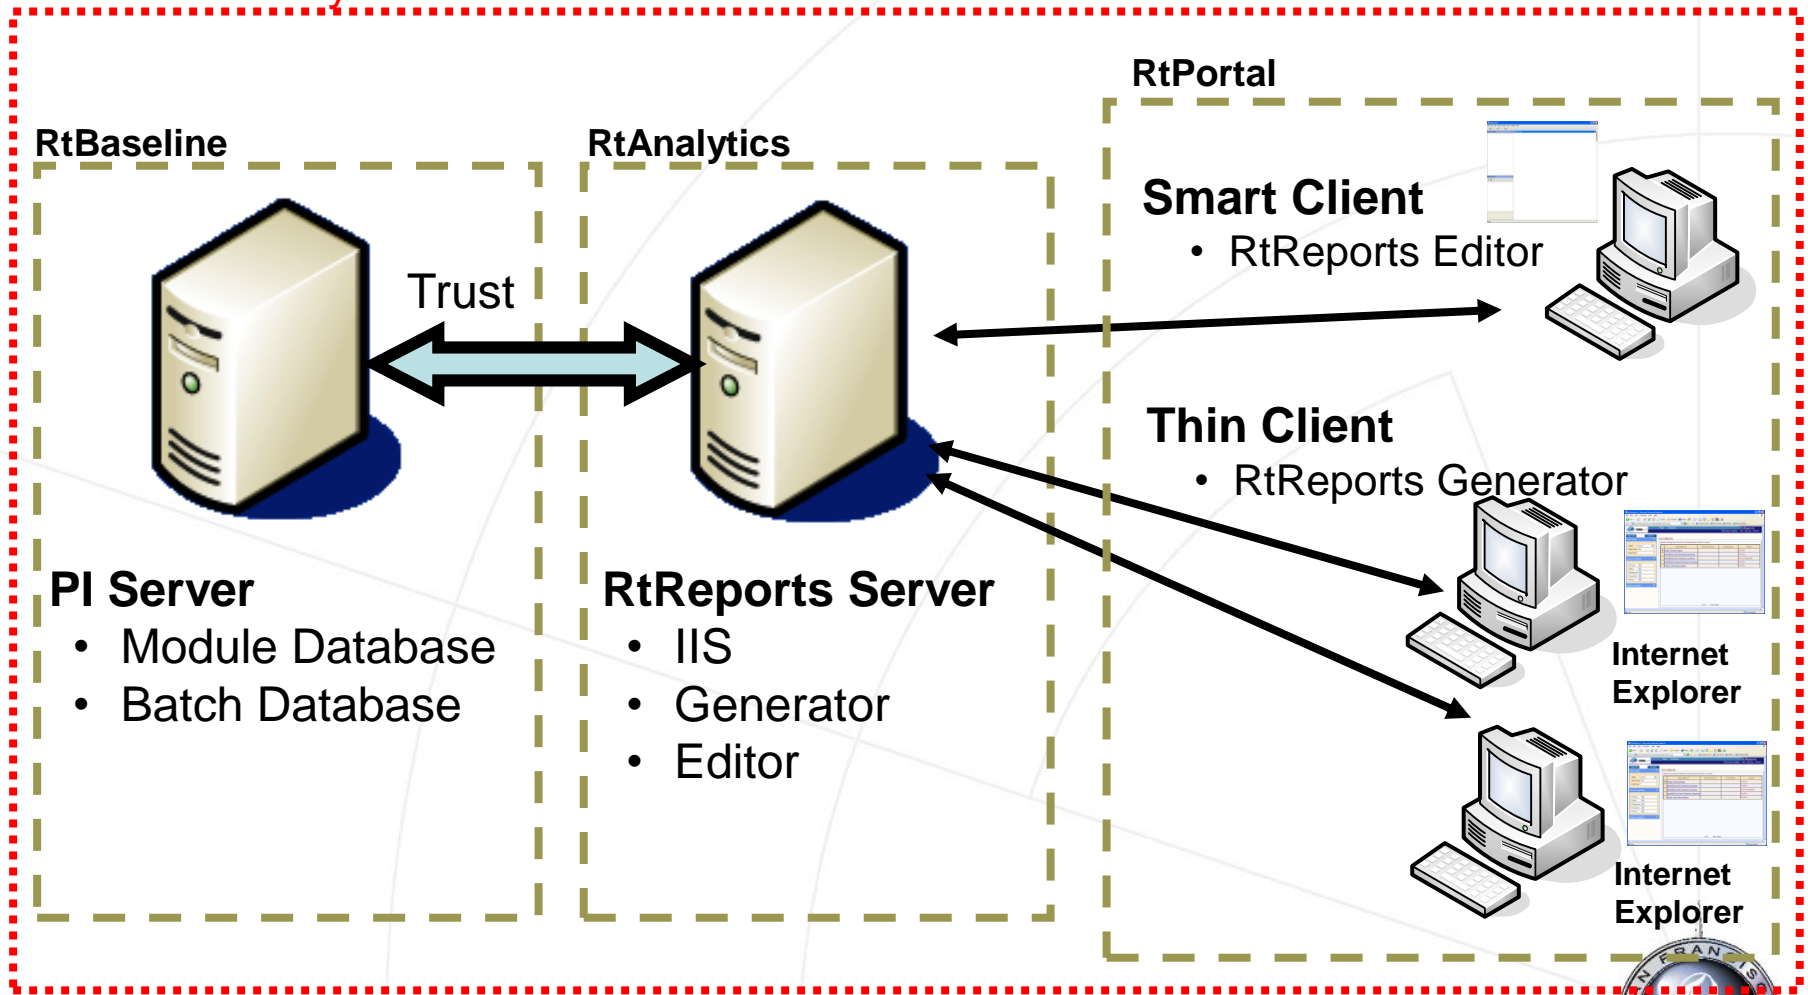 RtPortal
RtBaseline
RtAnalytics
Smart Client
• RtReports Editor
Trust
Thin Client
• RtReports Generator
PI Server
• Module Database
• Batch Database
RtReports Server
• IIS
• Generator
• Editor
Internet
Explorer
Internet
Explorer